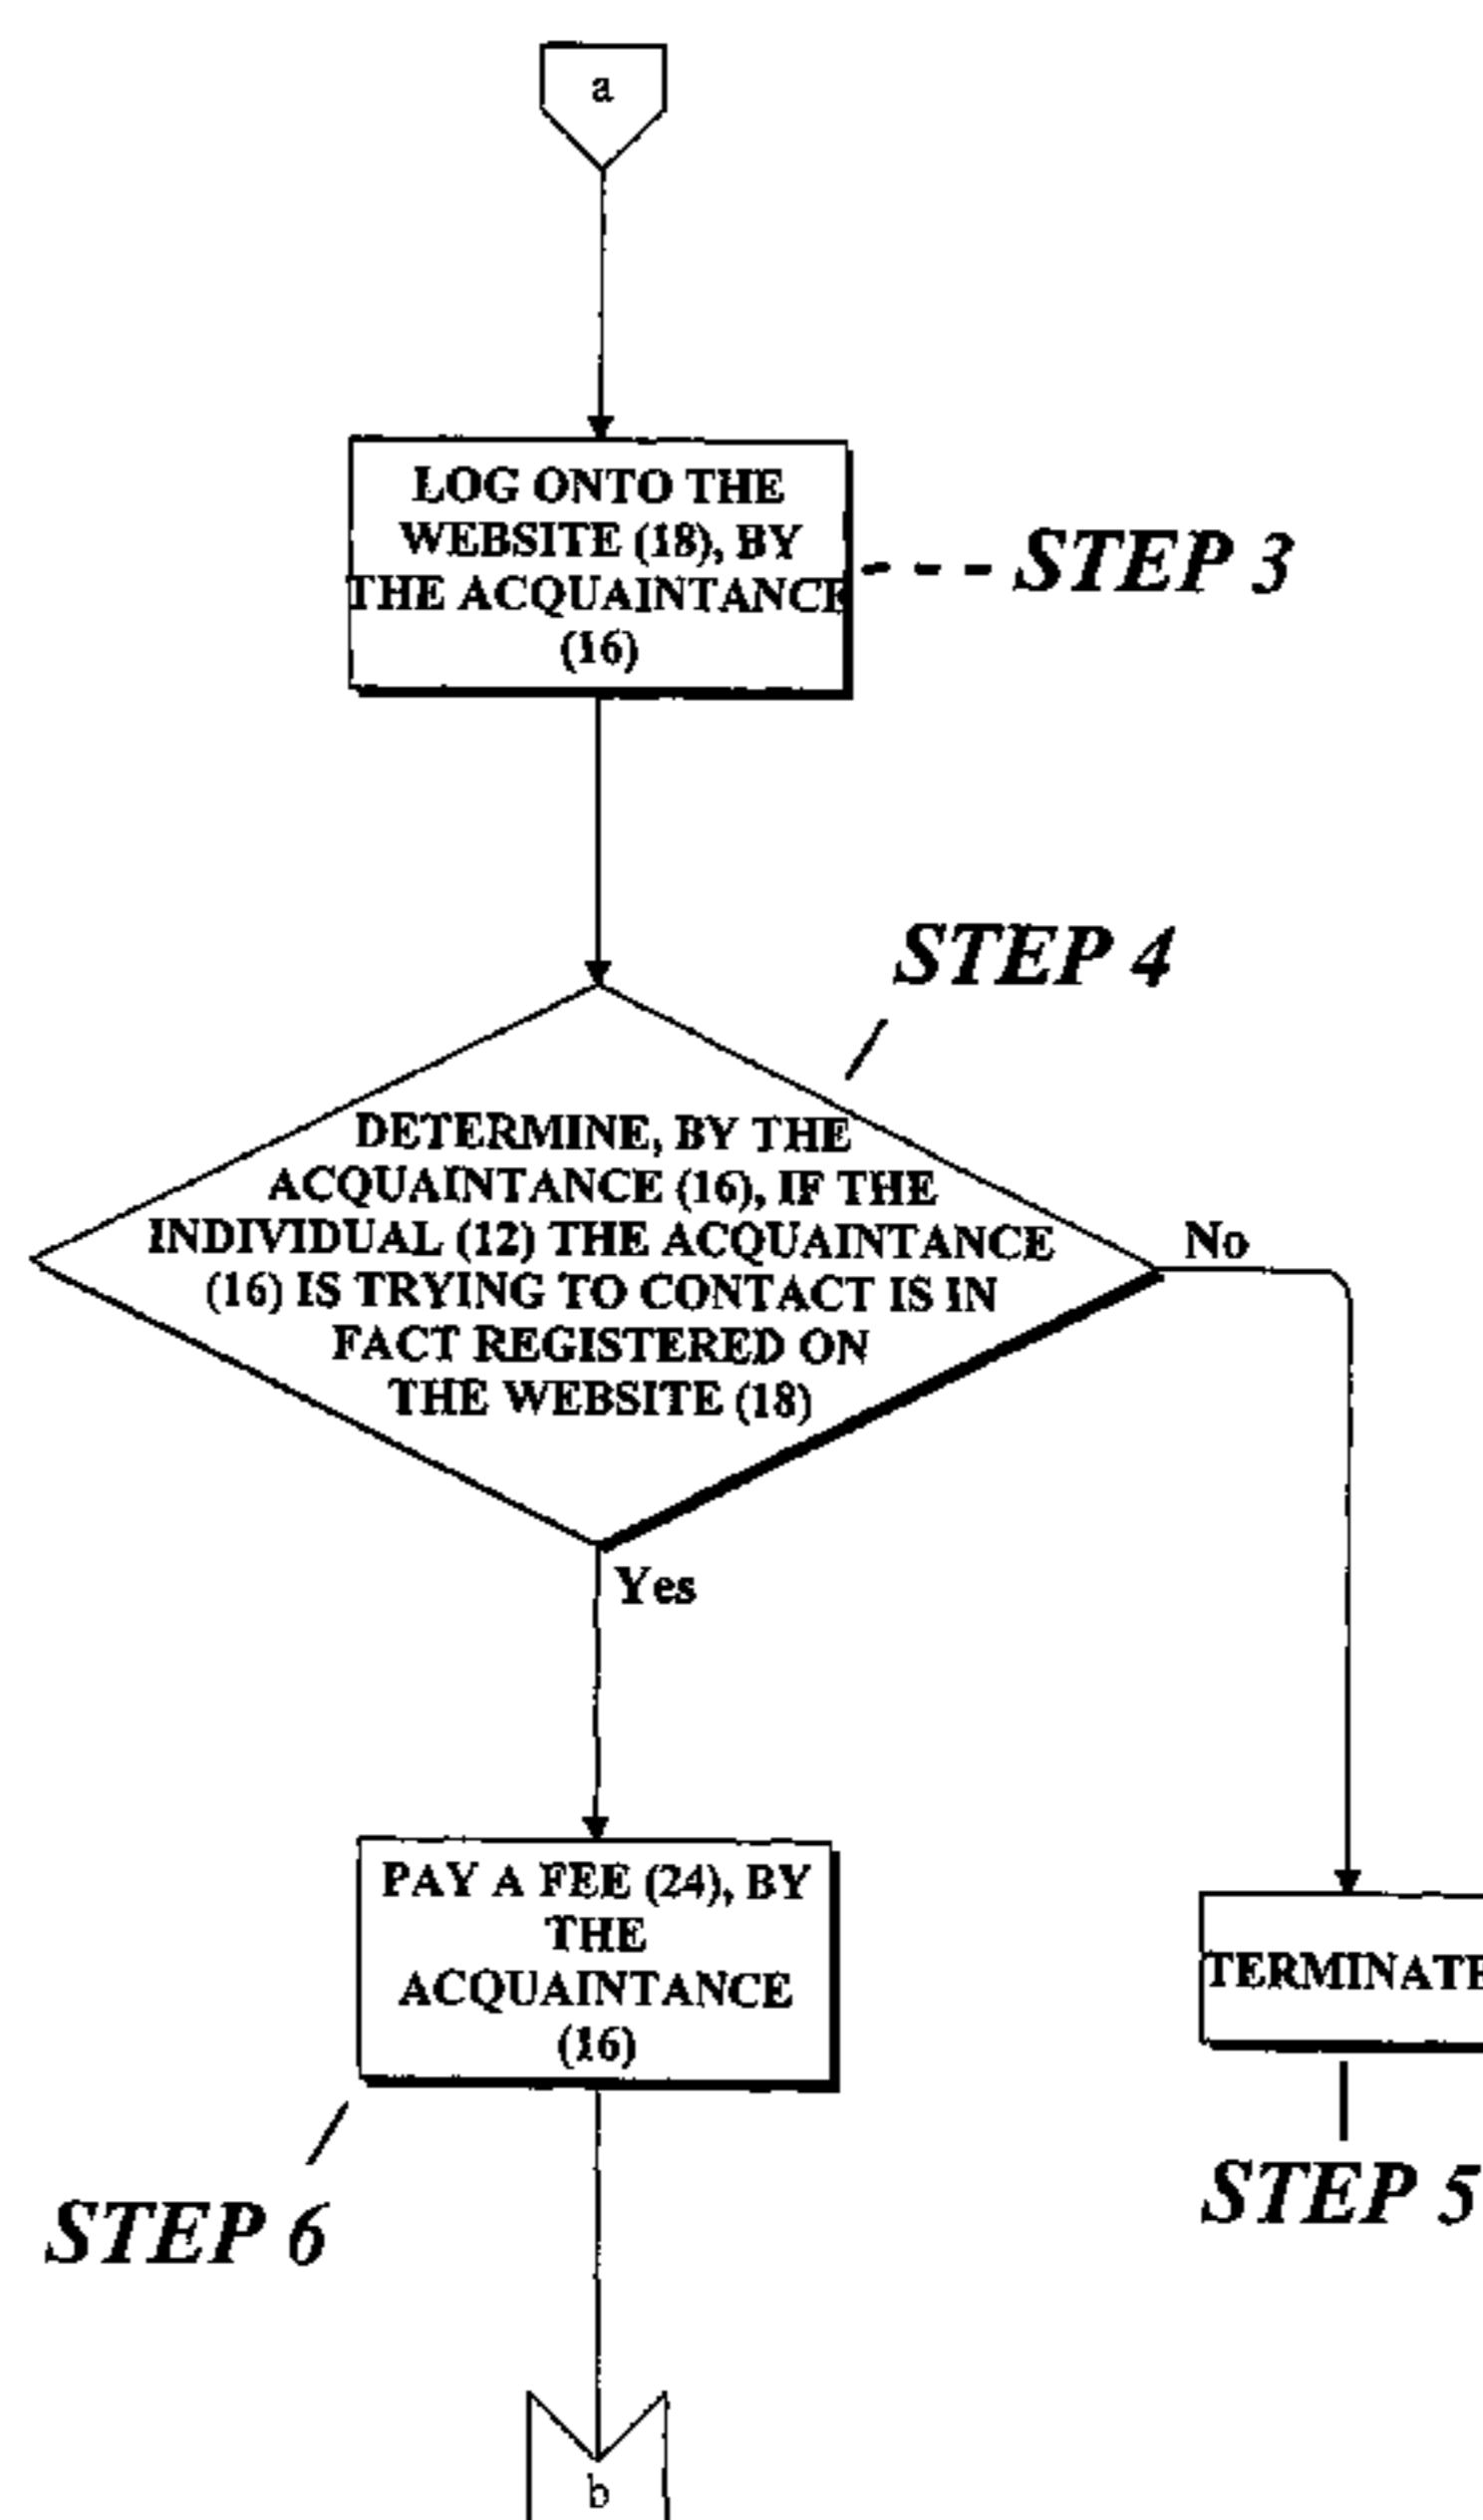 a
LOG ONTO THE
WEBSITE (18), BY
THE ACQUAINTANCE
(16)
STEP 3
STEP 4
DETERMINE, BY THE
ACQUAINTANCE (16), IF THE
INDIVIDUAL (12) THE ACQUAINTANCE
(16) IS TRYING TO CONTACT IS IN
FACT REGISTERED ON
THE WEBSITE (18)
No
Yes
PAY A FEE (24), BY
THE
ACQUAINTANCE
(16)
TERMINATE
STEP 5
STEP 6
b